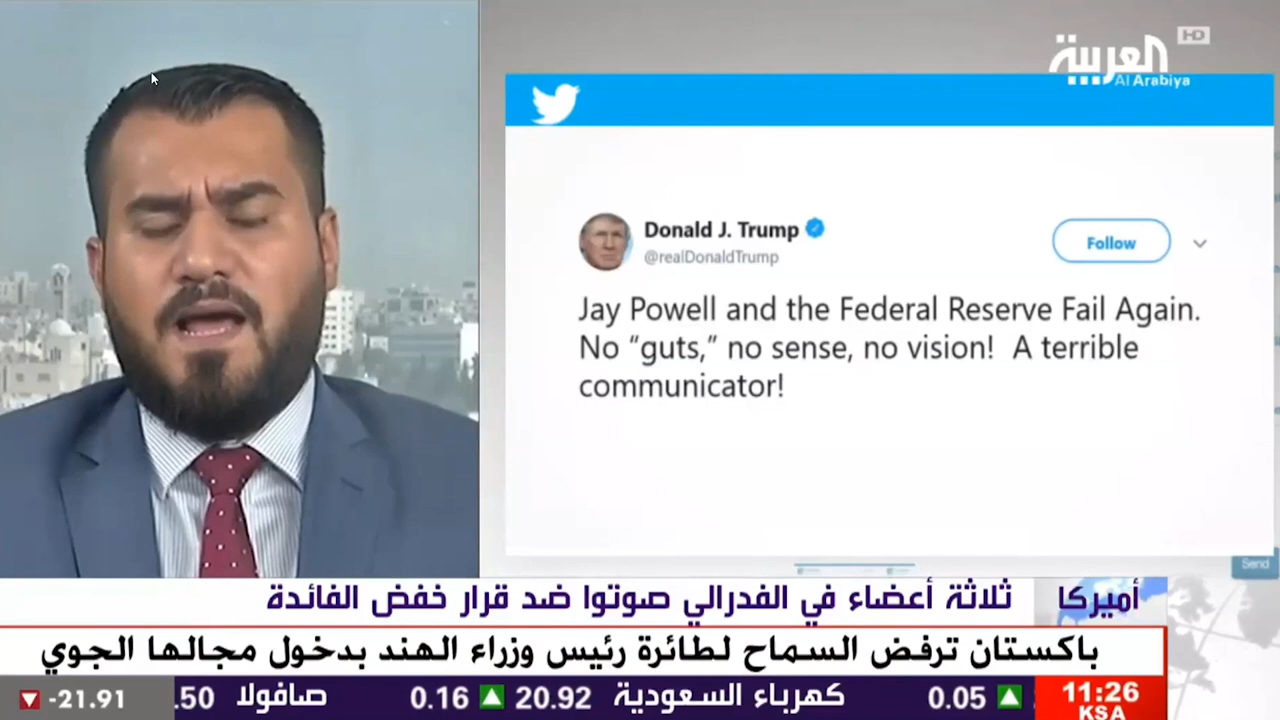 HD
العربية
Al Arabiya
Donald J. Trump
@realDonaldTrump
Follow
Jay Powell and the Federal Reserve Fail Again.
No “guts,” no sense, no vision!  A terrible
communicator!
Send
أميركا ثلاثة أعضاء في الفدرالي صوتوا ضد قرار خفض الفائدة
باكستان ترفض السماح لطائرة رئيس وزراء الهند بدخول مجالها الجوي
11:26
KSA
0.05 ▲ كهرباء السعودية 20.92 ▲ 0.16 صافولا .50
▼ -21.91